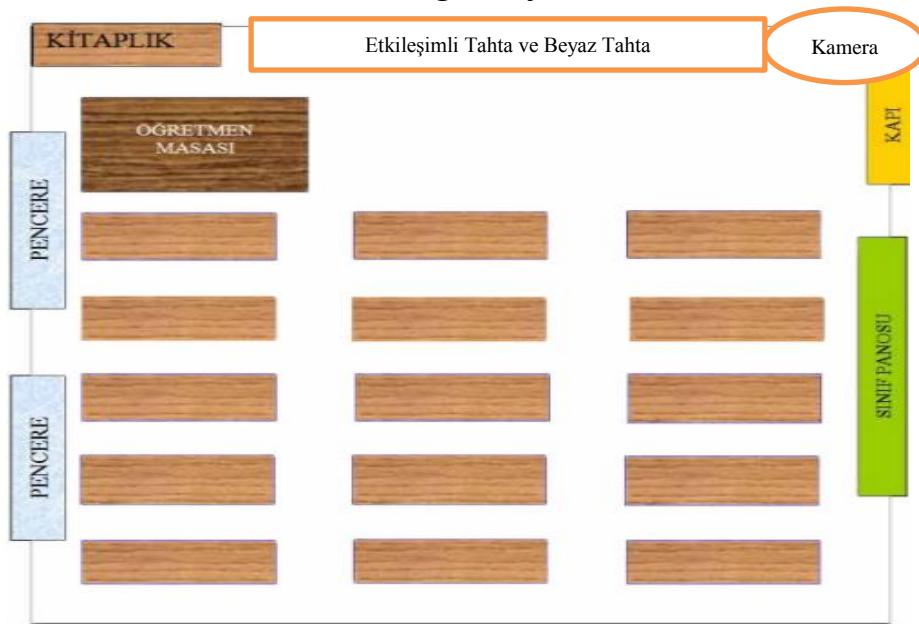 KİTAPLIK
Etkileşimli Tahta ve Beyaz Tahta
Kamera
ÖĞRETMEN
MASASI
KAPI
PENCERE
SINIF PANOSU
PENCERE